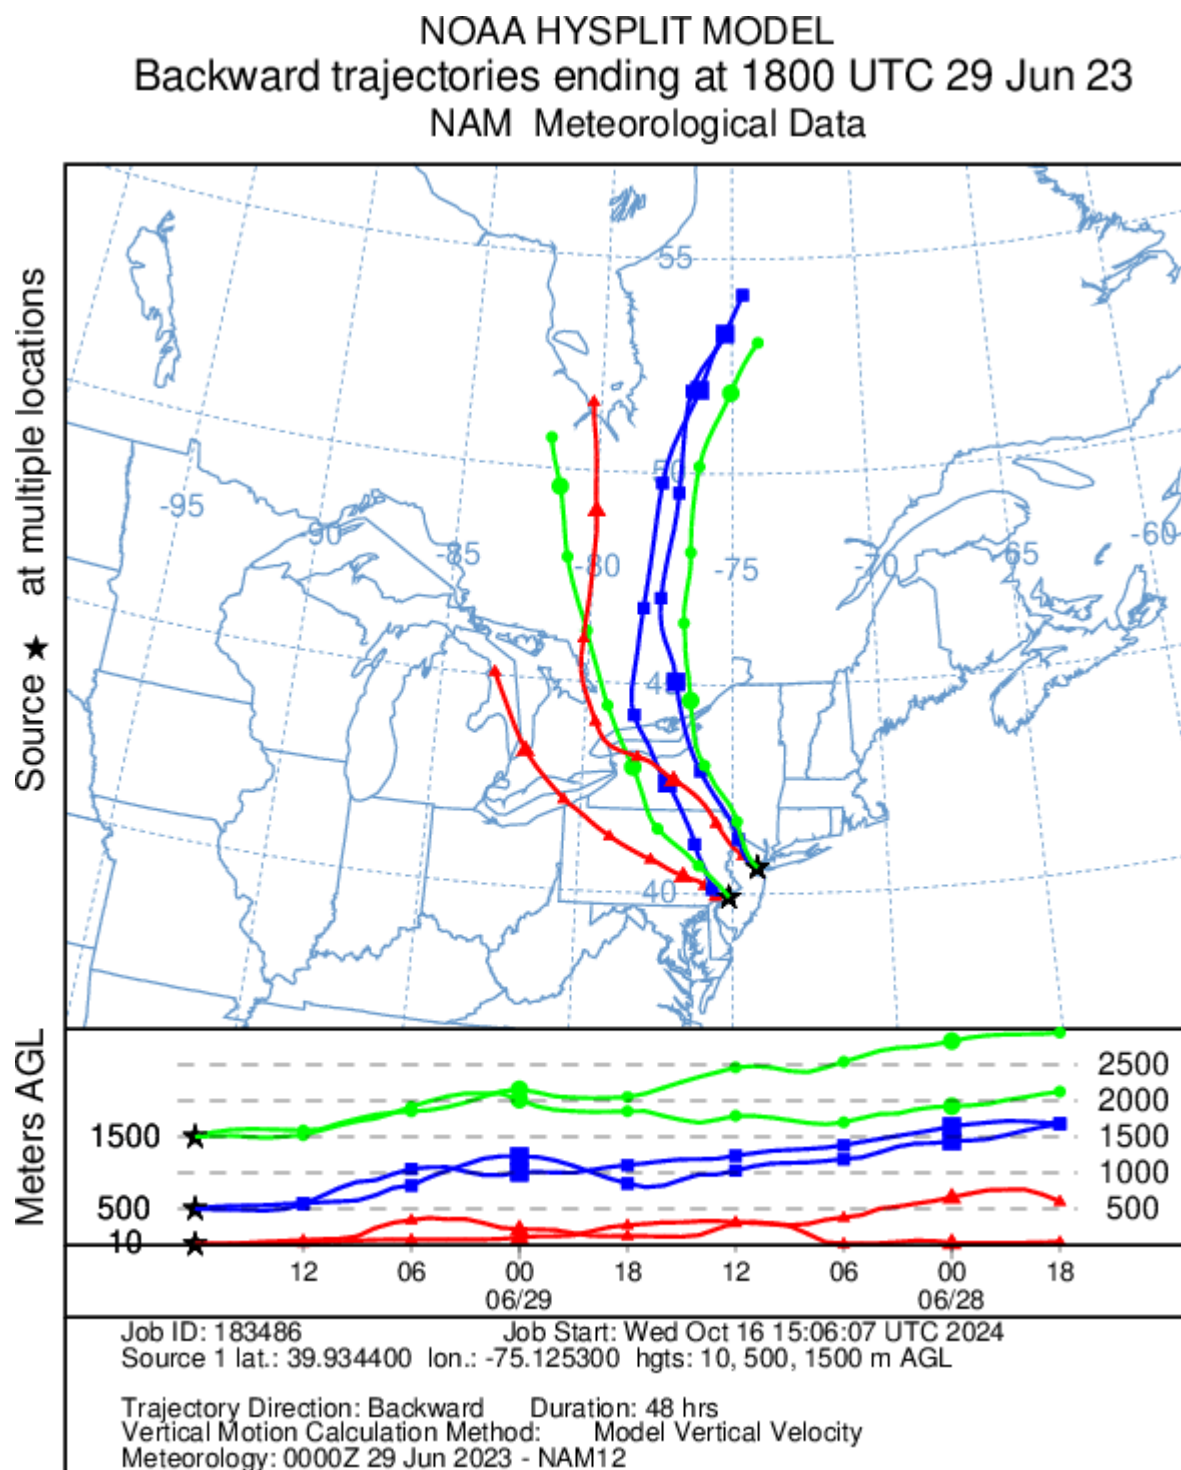 NOAA HYSPLIT MODEL
Backward trajectories ending at 1800 UTC 29 Jun 23
NAM Meteorological Data
Source ★ at multiple locations
55
50
-95
-90
-85
-80
-75
-70
-65
-60
45
40
Meters AGL
2500
2000
1500 1500
1000
500 500
10
12 06 00 18 12 06 00 18
06/29 06/28
Job ID: 183486 Job Start: Wed Oct 16 15:06:07 UTC 2024
Source 1 lat.: 39.934400 lon.: -75.125300 hgts: 10, 500, 1500 m AGL
Trajectory Direction: Backward Duration: 48 hrs
Vertical Motion Calculation Method: Model Vertical Velocity
Meteorology: 0000Z 29 Jun 2023 - NAM12